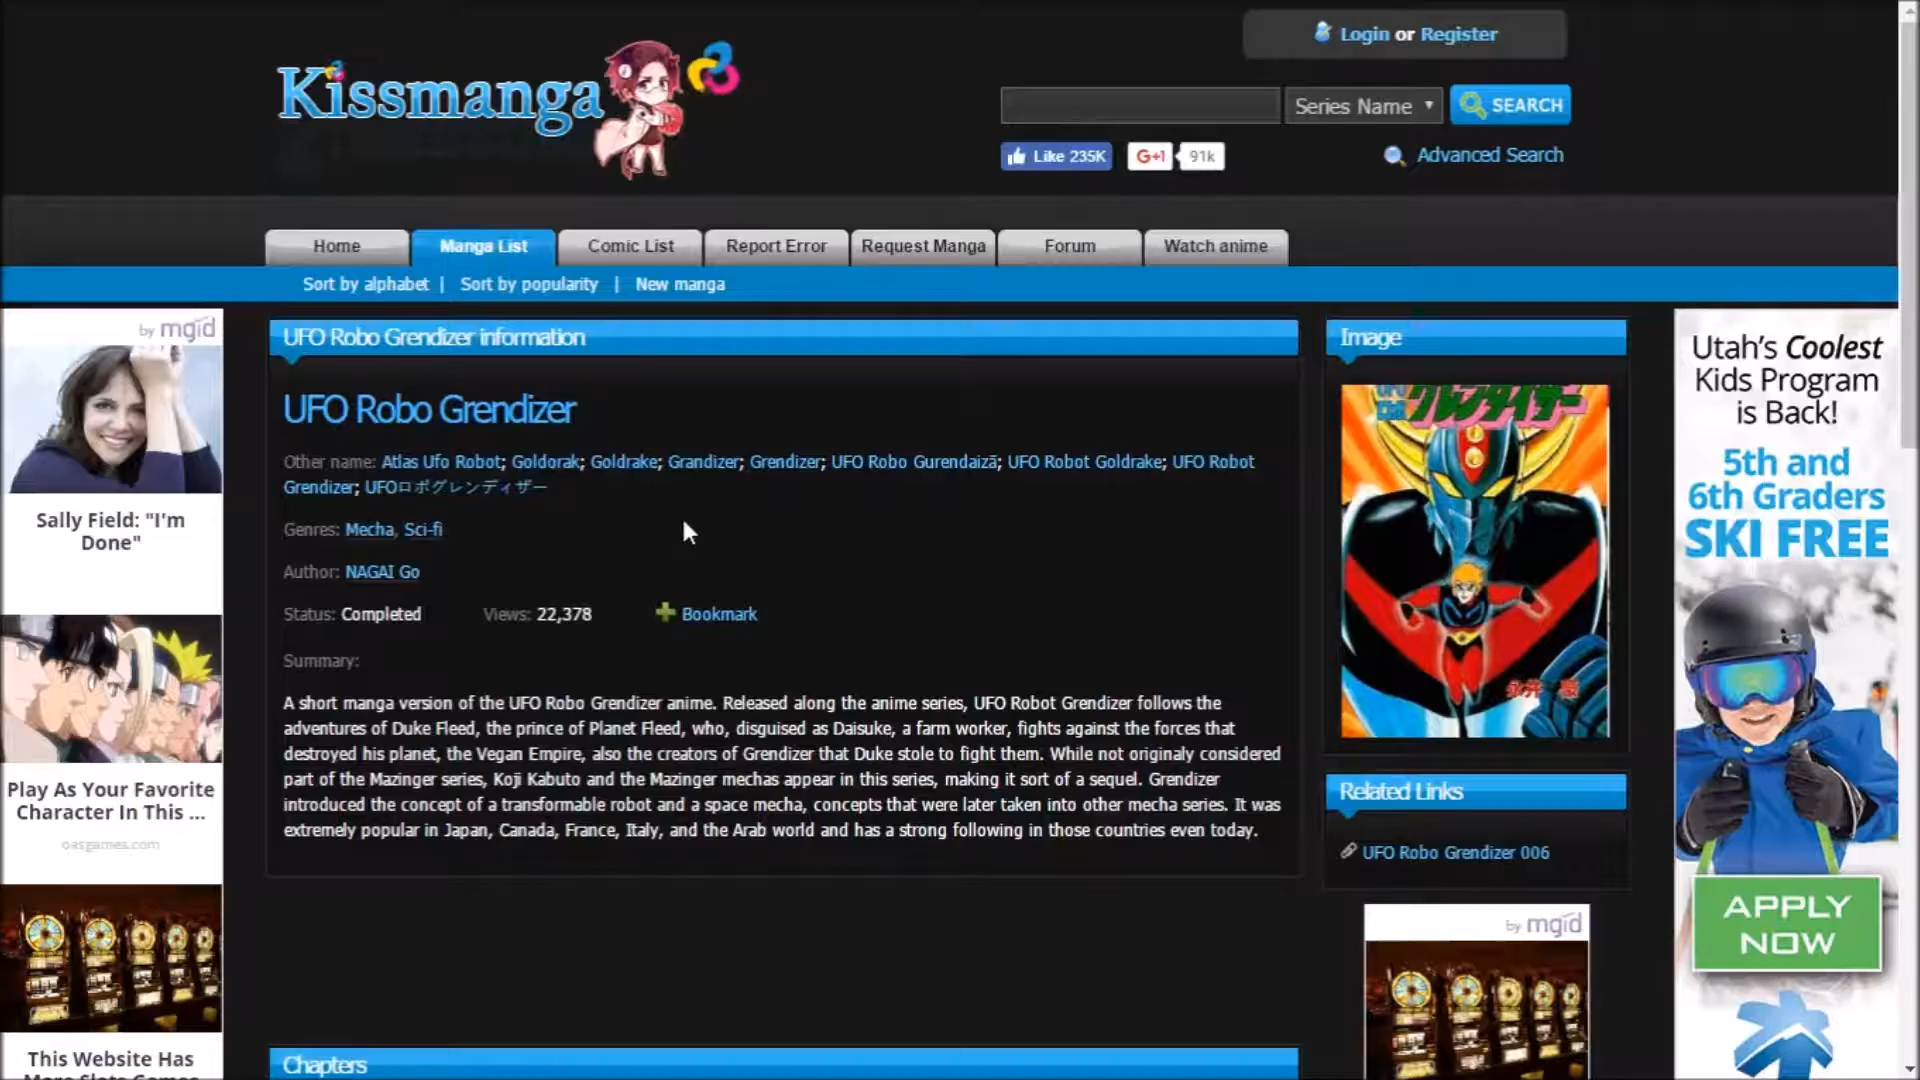 Login or Register
Kissmanga
Series Name
SEARCH
Like 235K
G+1
91k
Advanced Search
Home
Manga List
Comic List
Report Error
Request Manga
Forum
Watch anime
Sort by alphabet |
Sort by popularity |
New manga
by mgid
Sally Field: "I'm
Done"
Play As Your Favorite
Character In This ...
oasgames.com
This Website Has
UFO Robo Grendizer information
UFO Robo Grendizer
Other name: Atlas Ufo Robot; Goldorak; Goldrake; Grandizer; Grendizer; UFO Robo Gurendaizā; UFO Robot Goldrake; UFO Robot
Grendizer; UFOロボグレンディザー
Genres: Mecha, Sci-fi
Author: NAGAI Go
Status: Completed
Views: 22,378
Bookmark
Summary:
A short manga version of the UFO Robo Grendizer anime. Released along the anime series, UFO Robot Grendizer follows the
adventures of Duke Fleed, the prince of Planet Fleed, who, disguised as Daisuke, a farm worker, fights against the forces that
destroyed his planet, the Vegan Empire, also the creators of Grendizer that Duke stole to fight them. While not originaly considered
part of the Mazinger series, Koji Kabuto and the Mazinger mechas appear in this series, making it sort of a sequel. Grendizer
introduced the concept of a transformable robot and a space mecha, concepts that were later taken into other mecha series. It was
extremely popular in Japan, Canada, France, Italy, and the Arab world and has a strong following in those countries even today.
Chapters
Image
グレンダイザー
Related Links
UFO Robo Grendizer 006
by mgid
Utah's Coolest
Kids Program
is Back!
5th and
6th Graders
SKI FREE
APPLY
NOW